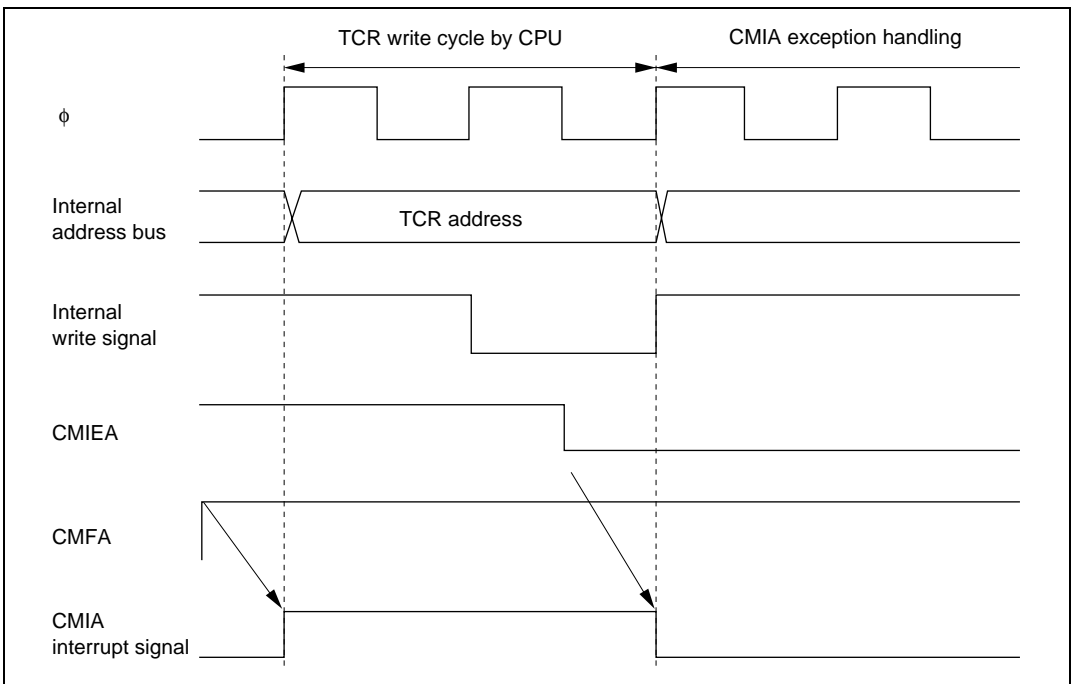 TCR write cycle by CPU
CMIA exception handling
ϕ
Internal
address bus
TCR address
Internal
write signal
CMIEA
CMFA
CMIA
interrupt signal